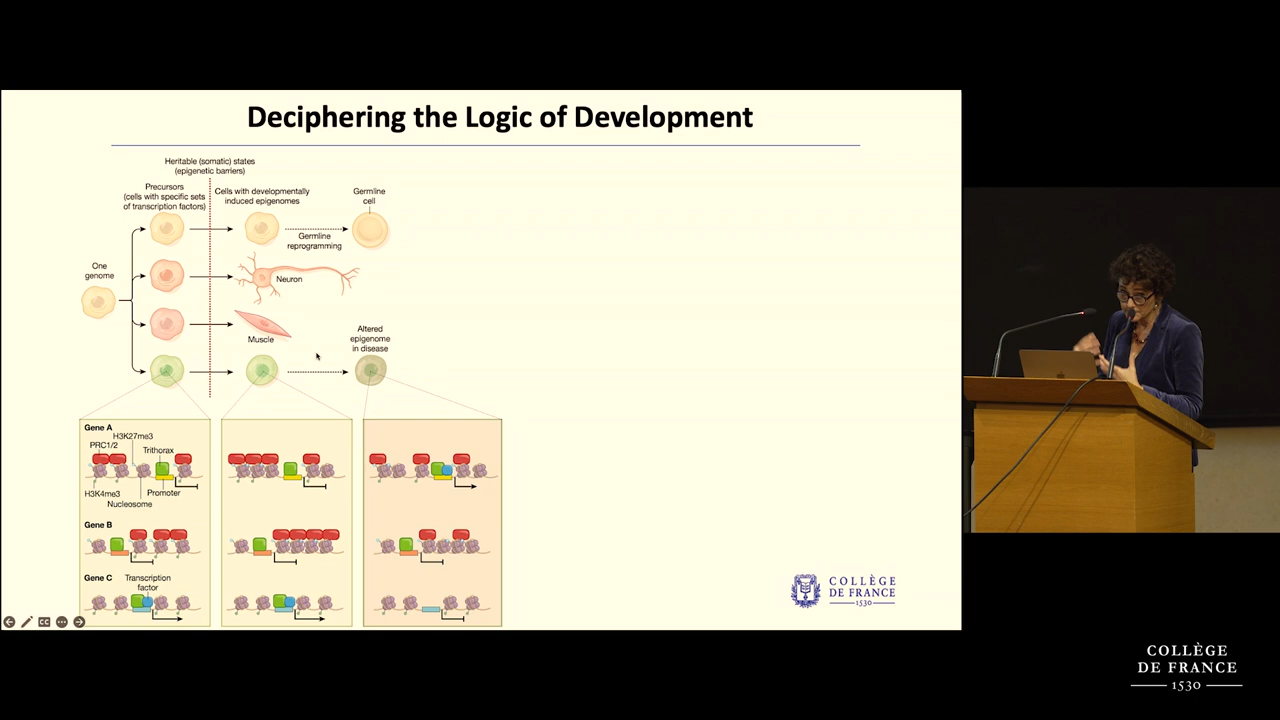 Deciphering the Logic of Development
Heritable (somatic) states
(epigenetic barriers)
Precursors
(cells with specific sets
of transcription factors)
Cells with developmentally
induced epigenomes
Germline
cell
Germline
reprogramming
One
genome
Neuron
Muscle
Altered
epigenome
in disease
Gene A
H3K27me3
PRC1/2
Trithorax
H3K4me3
Promoter
Nucleosome
Gene B
Gene C
Transcription
factor
CC
COLLÈGE
DE FRANCE
1530
COLLÈGE
DE FRANCE
1530